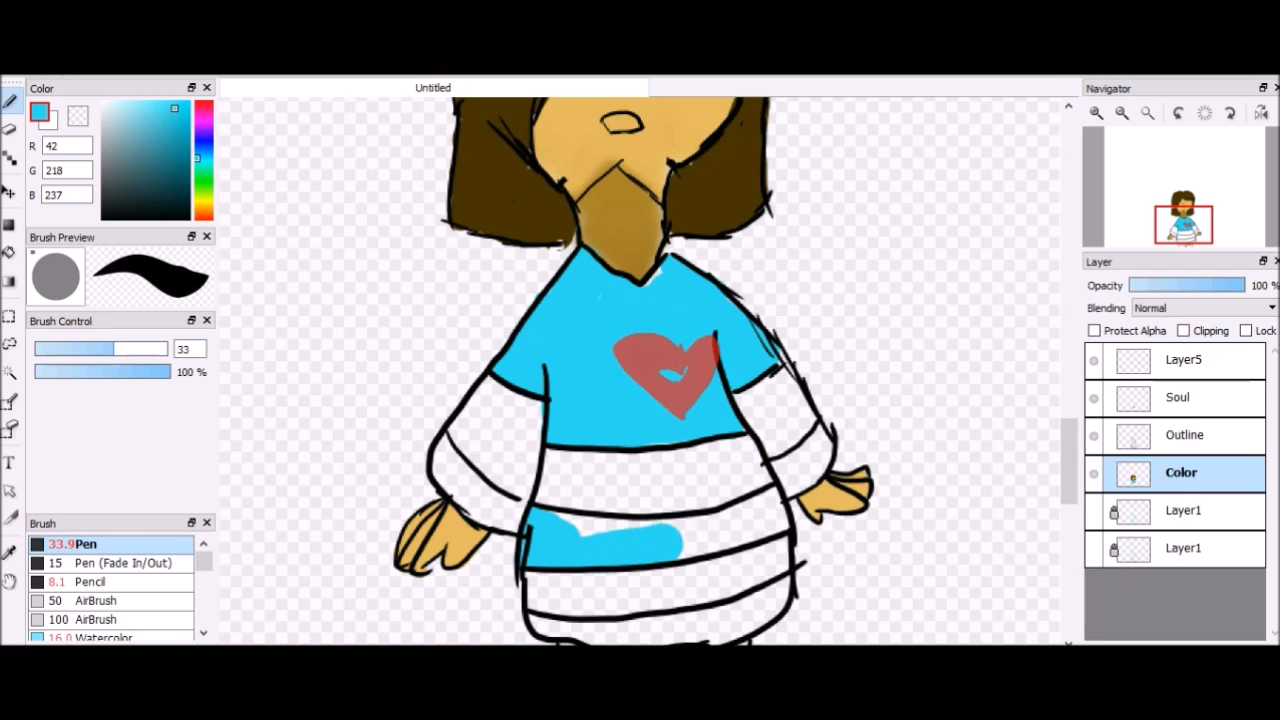 Color
Untitled
Navigator
R 42
G 218
B 237
Brush Preview
*
Layer
Opacity 100 %
Blending Normal
Brush Control
Protect Alpha Clipping Lock
33
100 %
Layer5
Soul
Outline
Color
Layer1
Layer1
T
Brush
33.9 Pen
15 Pen (Fade In/Out)
8.1 Pencil
50 AirBrush
100 AirBrush
16.0 Watercolor